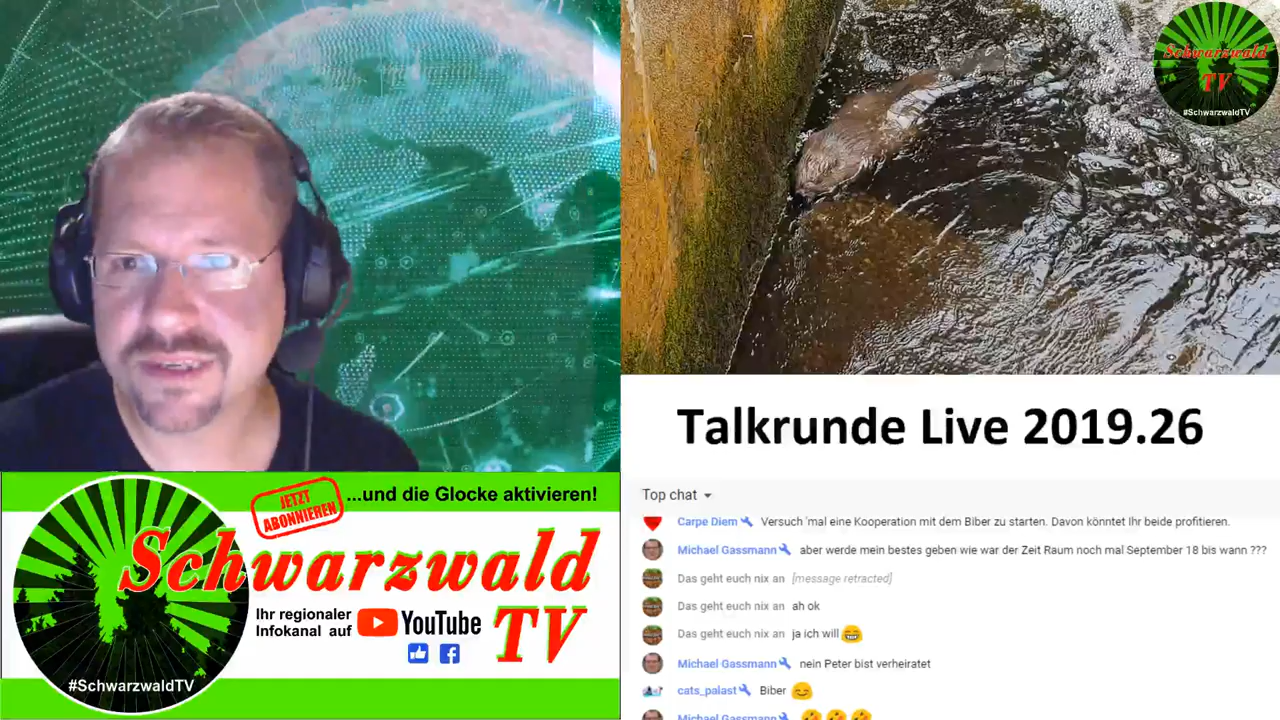 Schwarzwald
TV
#SchwarzwaldTV
Talkrunde Live 2019.26
JETZT
ABONNIEREN
...und die Glocke aktivieren!
Schwarzwald
TV
Ihr regionaler
Infokanal auf
YouTube
#SchwarzwaldTV
Top chat
Carpe Diem Versuch 'mal eine Kooperation mit dem Biber zu starten. Davon könntet Ihr beide profitieren.
Michael Gassmann aber werde mein bestes geben wie war der Zeit Raum noch mal September 18 bis wann ???
Das geht euch nix an [message retracted]
Das geht euch nix an ah ok
Das geht euch nix an ja ich will 😁
Michael Gassmann nein Peter bist verheiratet
cats_palast Biber 😊
Michael Gassmann 🤣🤣🤣